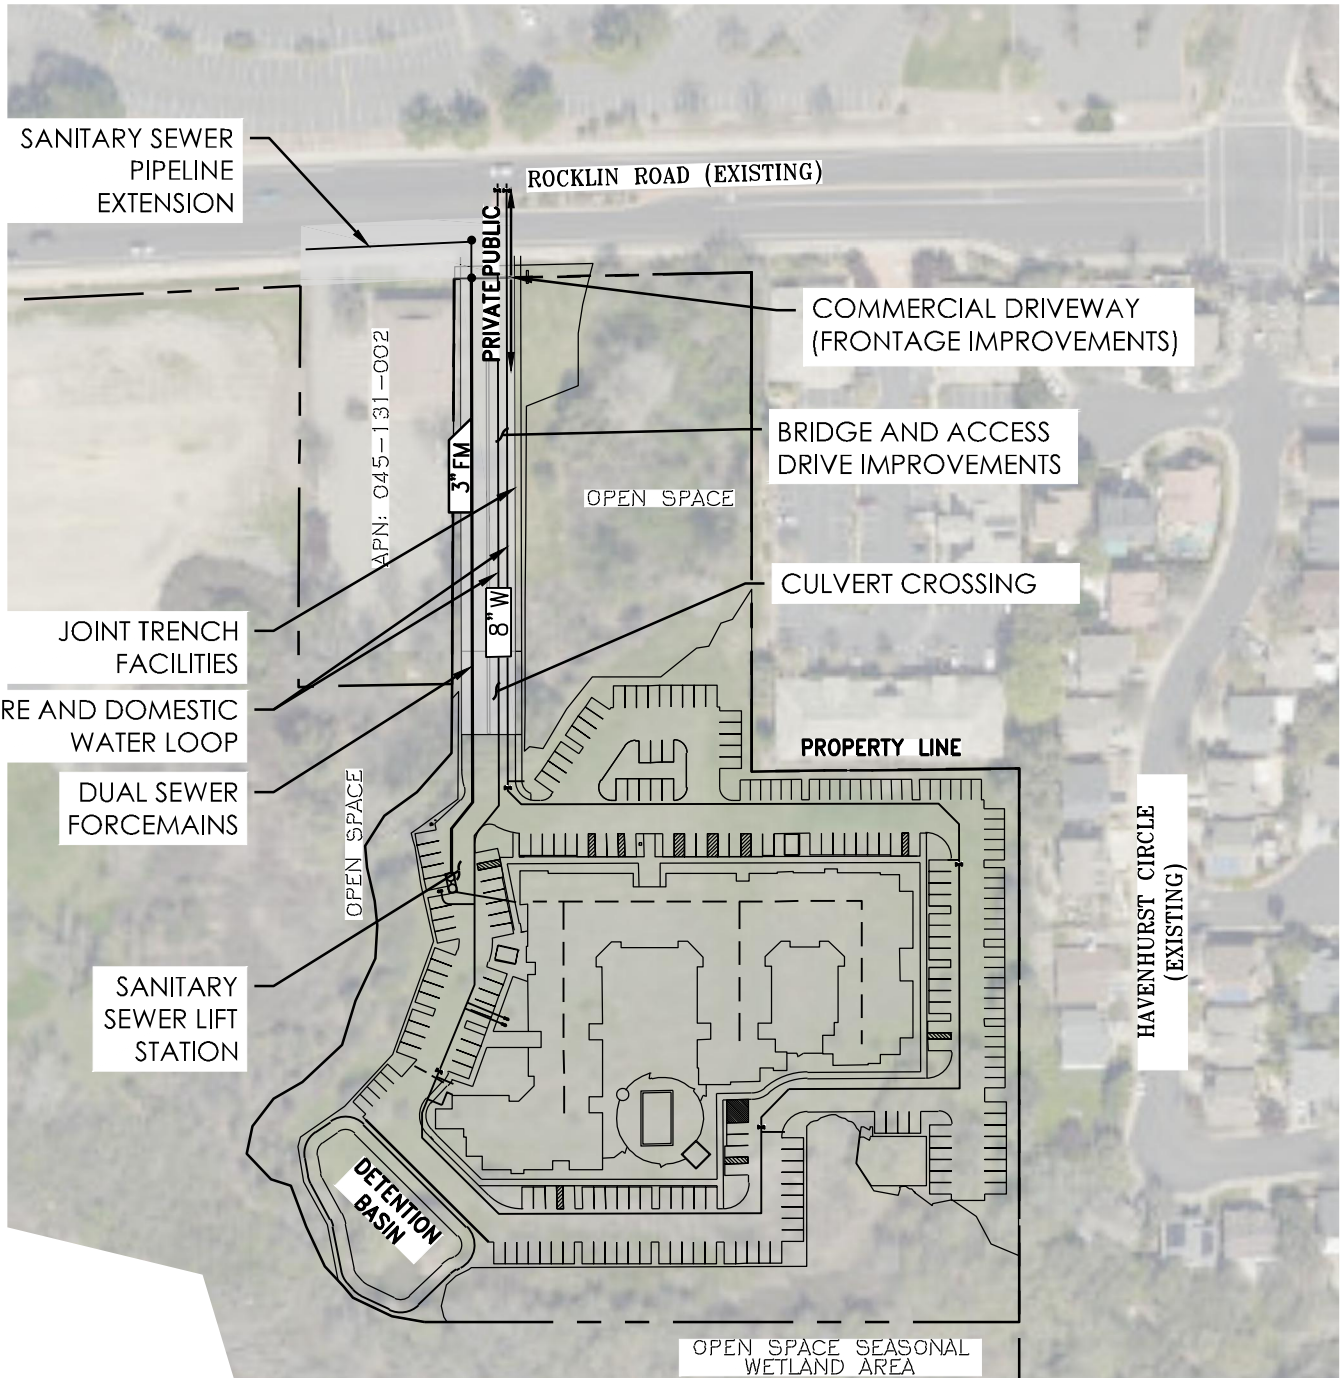 SANITARY SEWER
PIPELINE
EXTENSION
ROCKLIN ROAD (EXISTING)
PRIVATE
PUBLIC
COMMERCIAL DRIVEWAY
(FRONTAGE IMPROVEMENTS)
APN: 045-131-002
3" FM
BRIDGE AND ACCESS
DRIVE IMPROVEMENTS
OPEN SPACE
CULVERT CROSSING
8" W
JOINT TRENCH
FACILITIES
RE AND DOMESTIC
WATER LOOP
PROPERTY LINE
DUAL SEWER
FORCEMAINS
OPEN SPACE
HAVENHURST CIRCLE
(EXISTING)
SANITARY
SEWER LIFT
STATION
DETENTION
BASIN
OPEN SPACE SEASONAL
WETLAND AREA